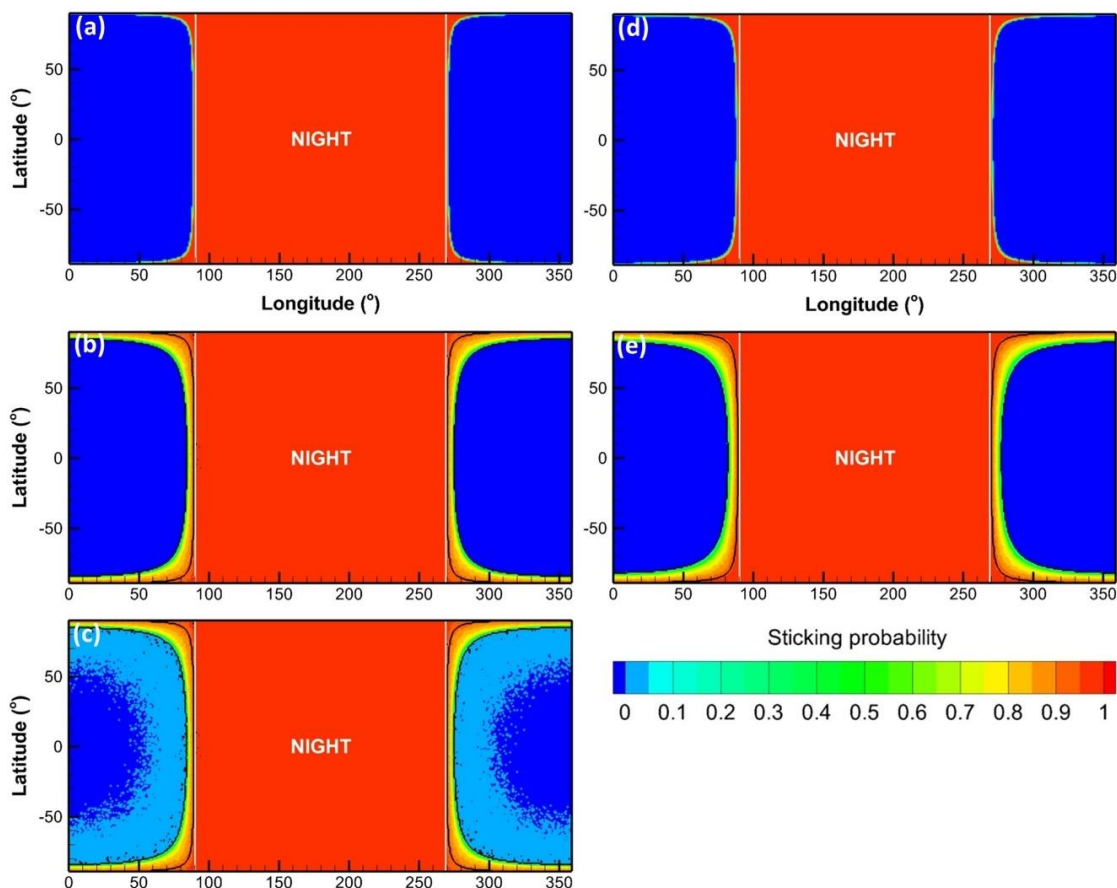 (a)
50
0
-50
Latitude (°)
NIGHT
0 50 100 150 200 250 300 350
Longitude (°)
(d)
50
0
-50
Latitude (°)
NIGHT
0 50 100 150 200 250 300 350
Longitude (°)
(b)
50
0
-50
Latitude (°)
NIGHT
0 50 100 150 200 250 300 350
(e)
50
0
-50
NIGHT
0 50 100 150 200 250 300 350
(c)
50
0
-50
Latitude (°)
NIGHT
0 50 100 150 200 250 300 350
Sticking probability
0 0.1 0.2 0.3 0.4 0.5 0.6 0.7 0.8 0.9 1